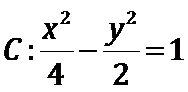 C: x²/4 − y²/2 = 1